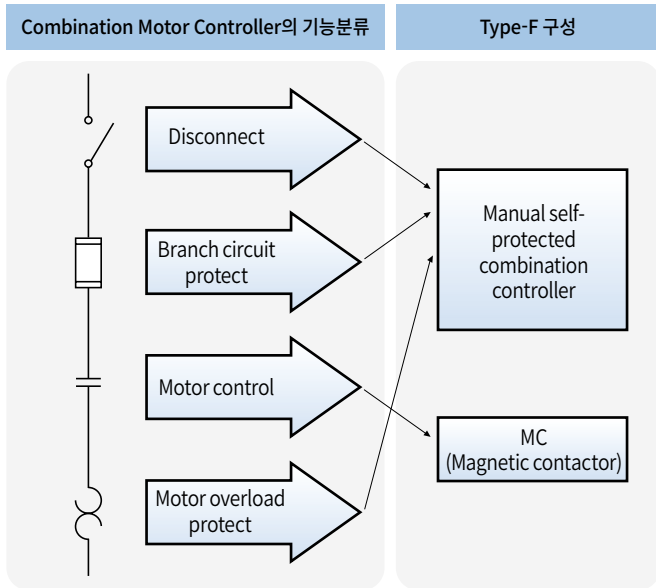 Combination Motor Controller의 기능분류
Type-F 구성
Disconnect
Branch circuit
protect
Motor control
Motor overload
protect
Manual self-
protected
combination
controller
MC
(Magnetic contactor)